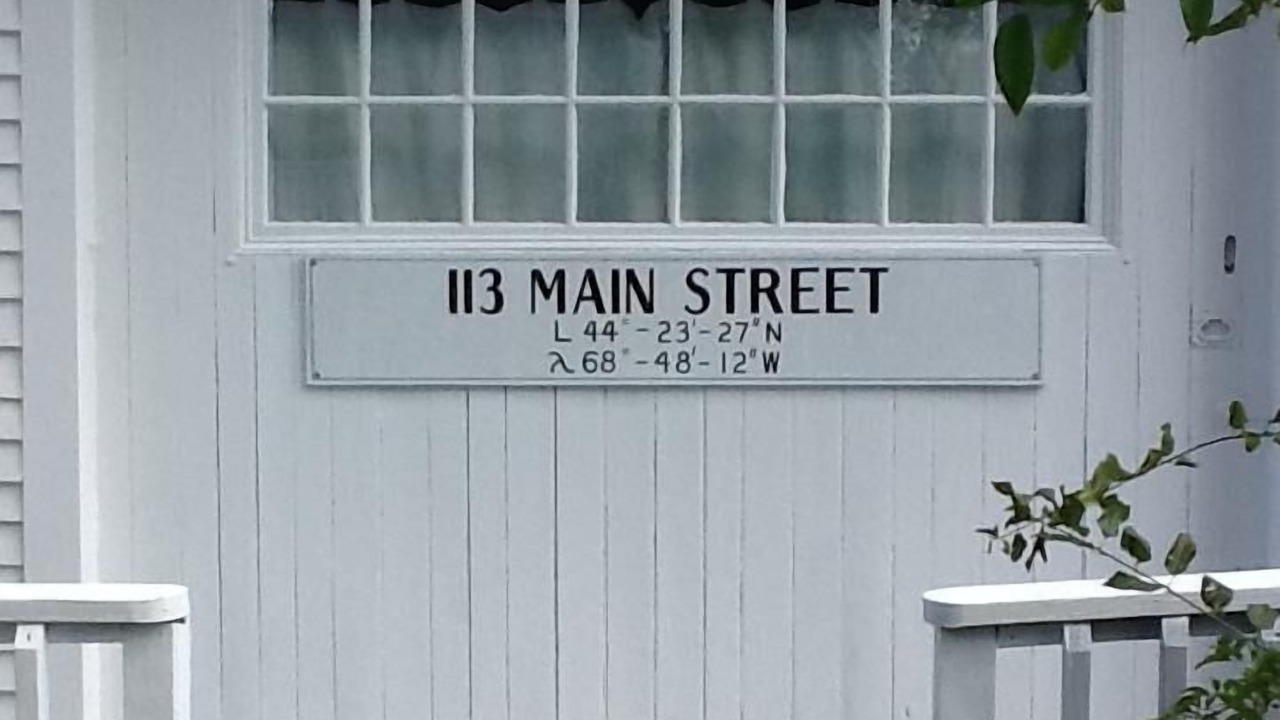 113 MAIN STREET
L 44°-23'-27"N
λ 68°-48'-12"W